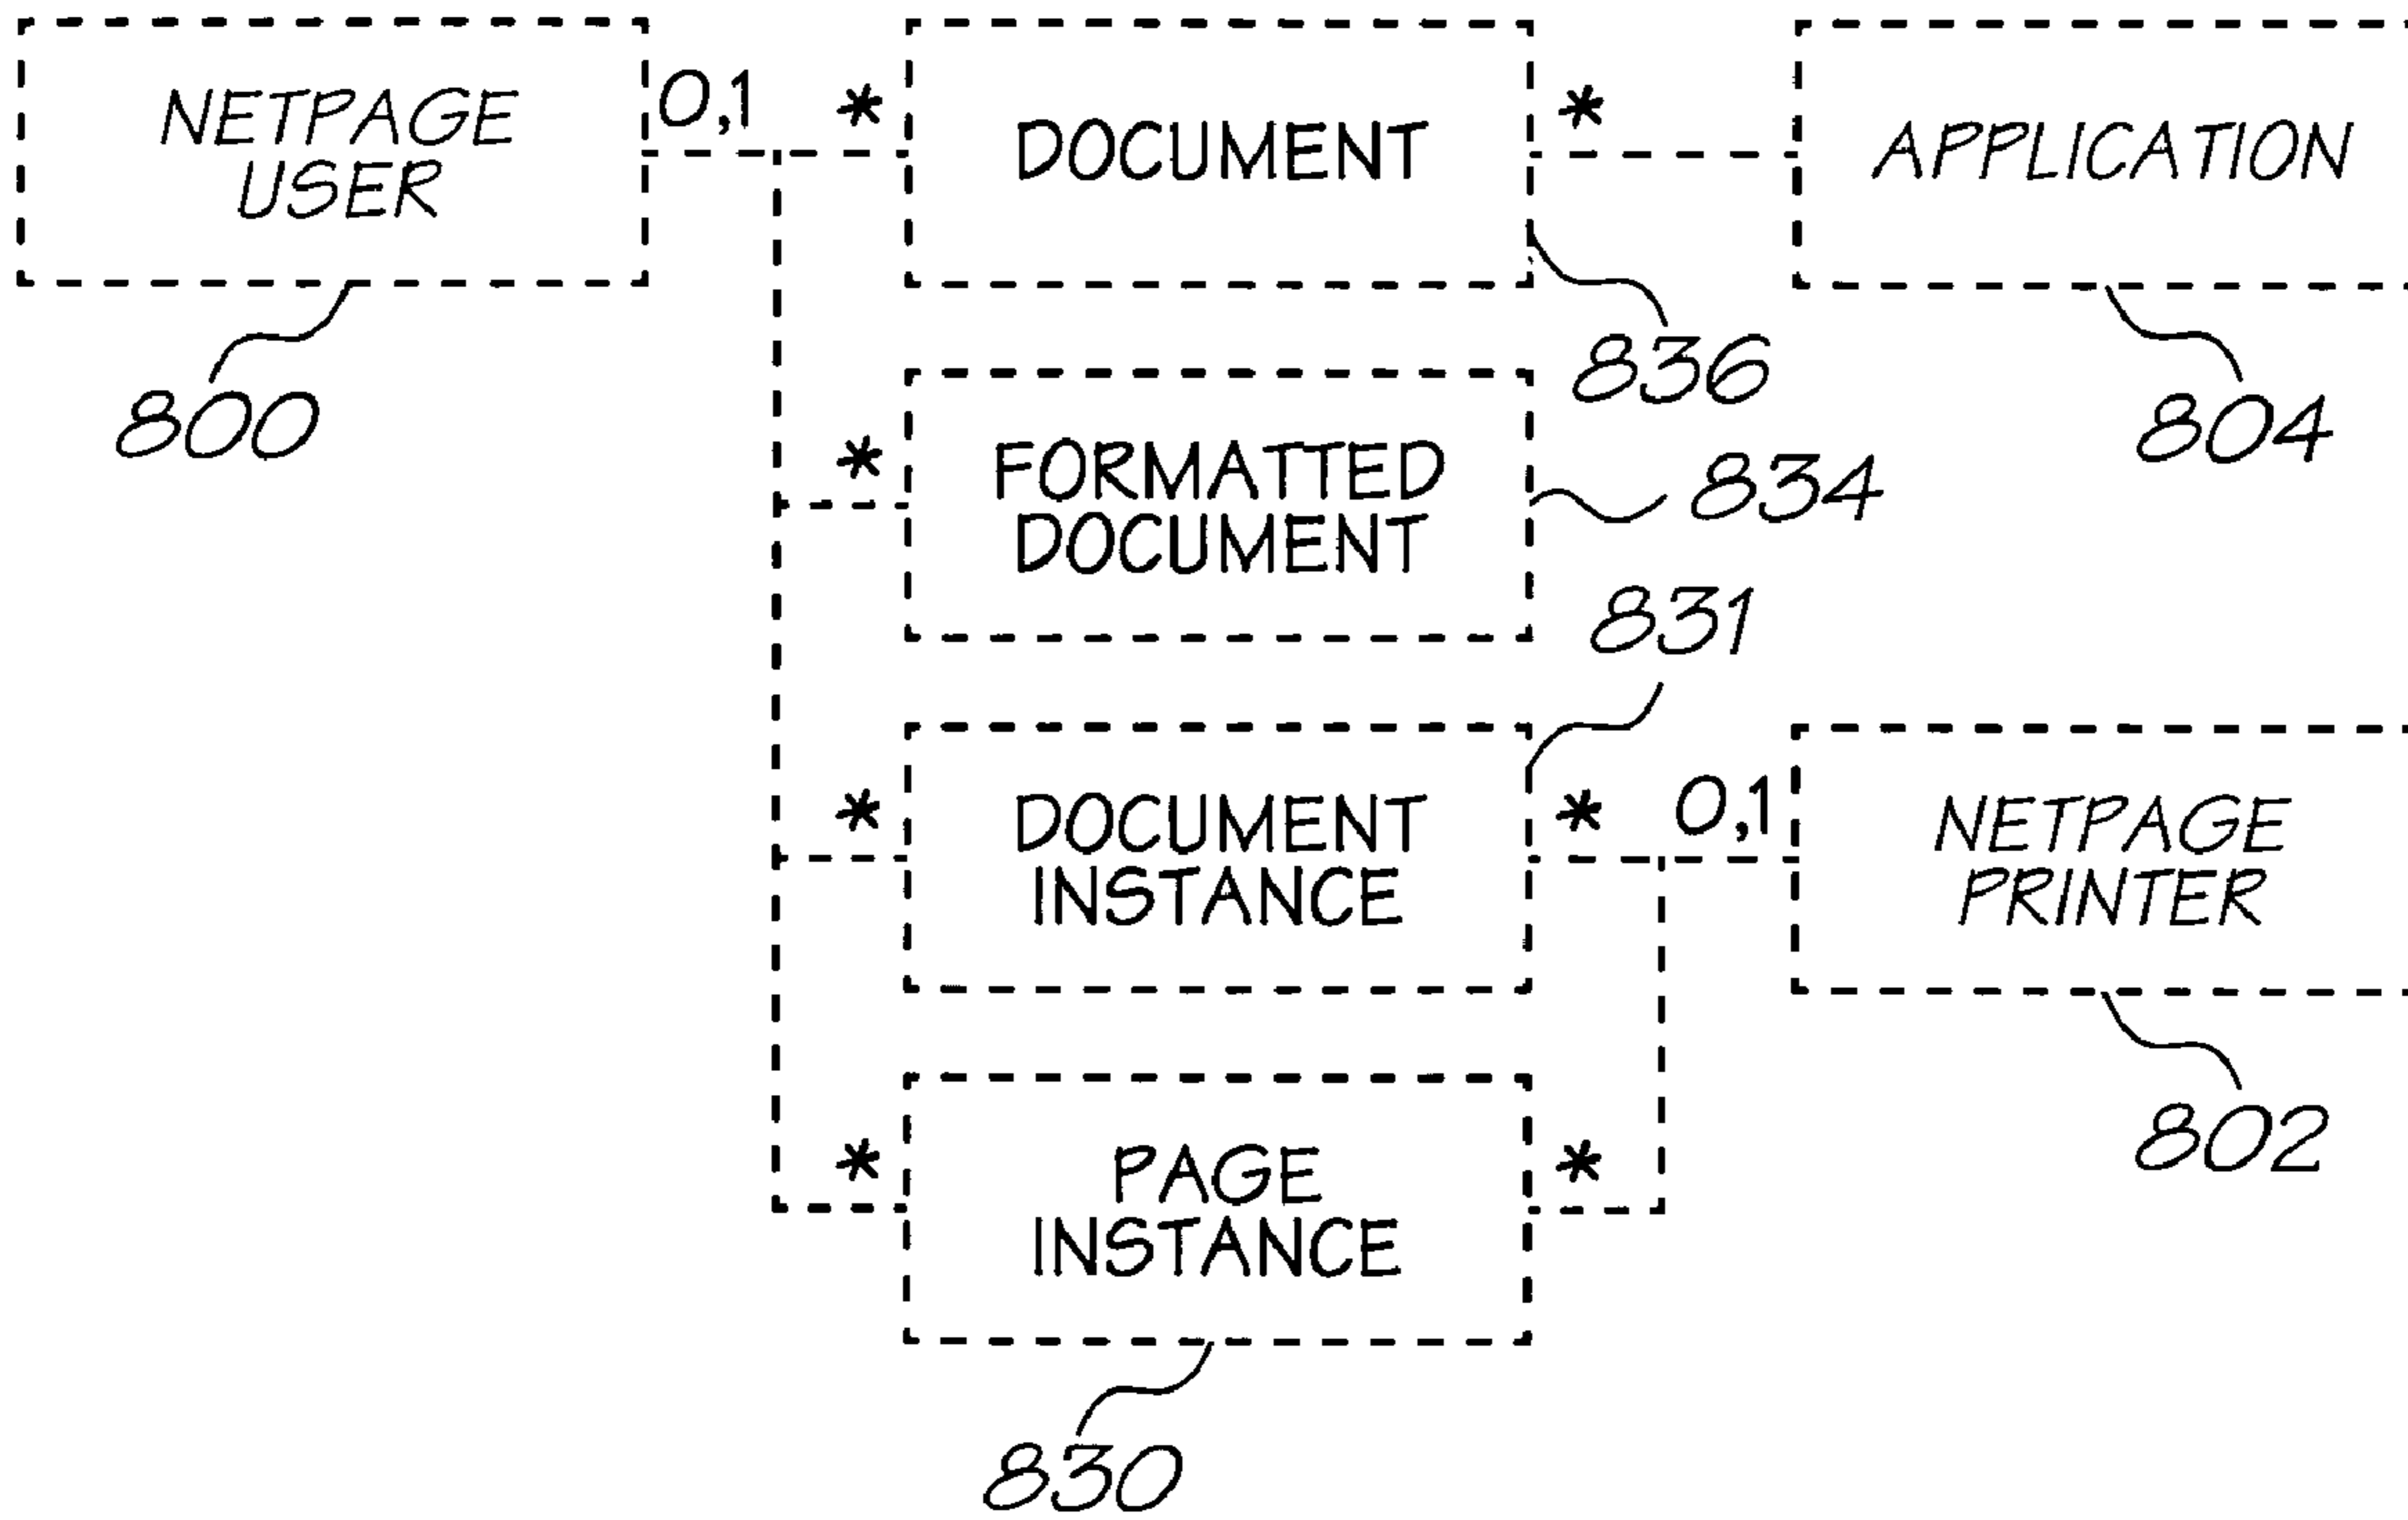 NETPAGE
USER
0,1
*
DOCUMENT
*
APPLICATION
800
836
804
*
FORMATTED
DOCUMENT
834
831
*
DOCUMENT
INSTANCE
*
0,1
NETPAGE
PRINTER
802
*
PAGE
INSTANCE
*
830